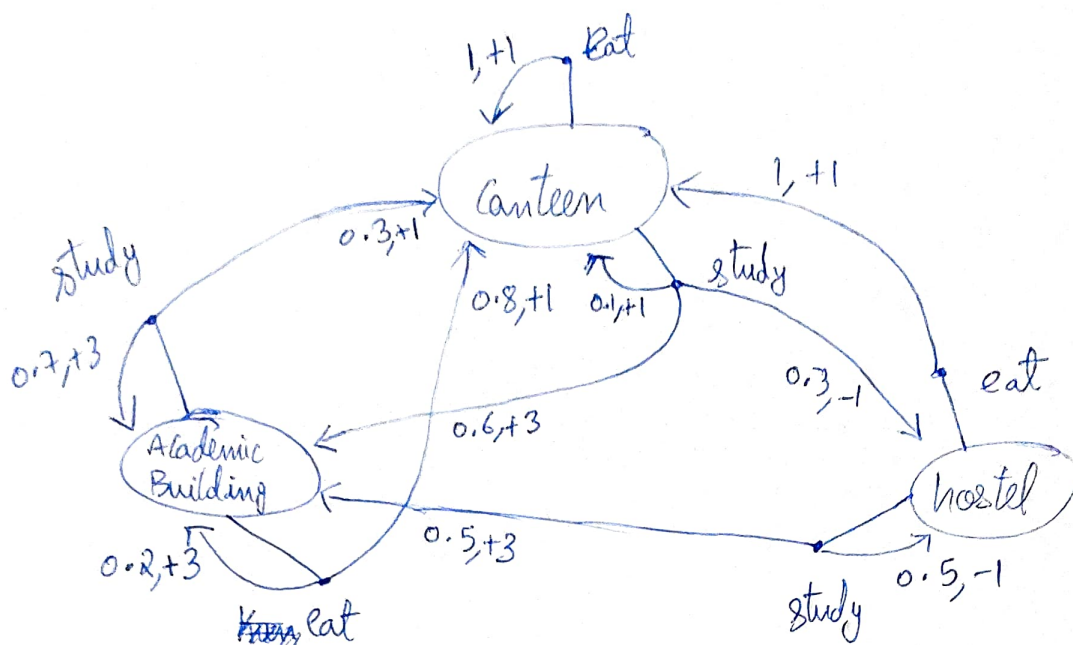 1, +1
Eat
Canteen
1, +1
0.3, +1
study
0.8, +1
0.1, +1
study
0.7, +3
0.3, -1
eat
0.6, +3
Academic
Building
hostel
0.5, +3
0.2, +3
0.5, -1
eat
study